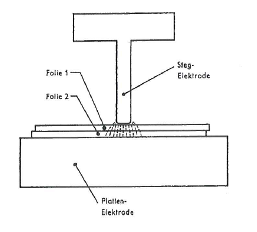 Folie 1
Folie 2
Steg-
Elektrode
Platten-
Elektrode